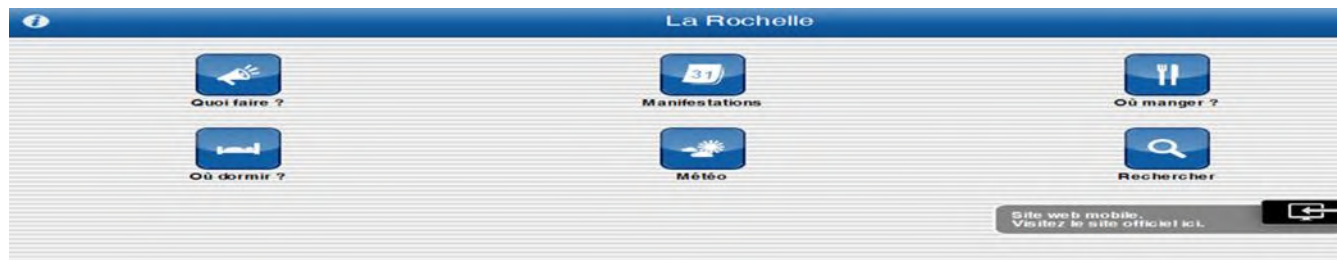 La Rochelle
31
Quoi faire ?
Manifestations
Où manger ?
Où dormir ?
Météo
Rechercher
Site web mobile.
Visitez le site officiel ici.